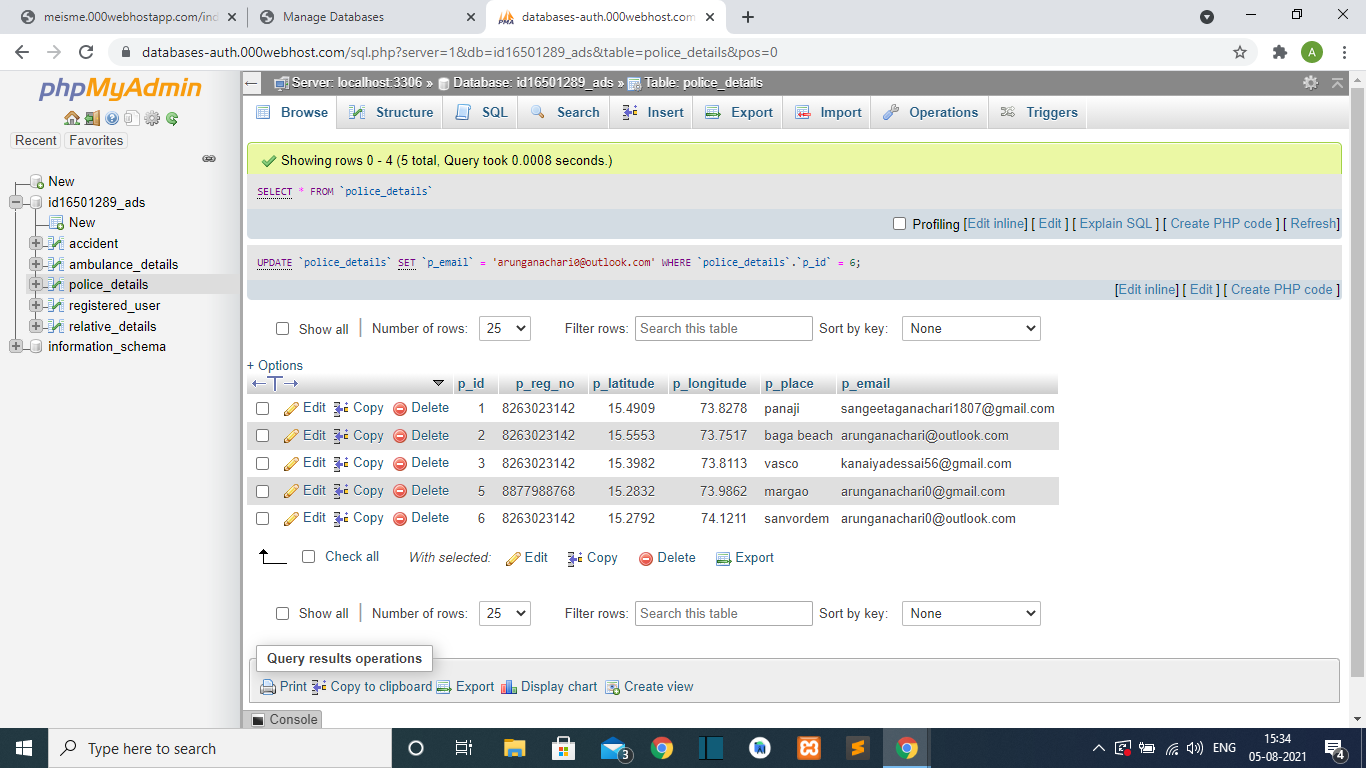 meisme.000webhostapp.com/ind
Manage Databases
databases-auth.000webhost.com
databases-auth.000webhost.com/sql.php?server=1&db=id16501289_ads&table=police_details&pos=0
A
phpMyAdmin
Recent Favorites
New
id16501289_ads
New
accident
ambulance_details
police_details
registered_user
relative_details
information_schema
Server: localhost:3306 » Database: id16501289_ads » Table: police_details
Browse Structure SQL Search Insert Export Import Operations Triggers
Showing rows 0 - 4 (5 total, Query took 0.0008 seconds.)
SELECT * FROM `police_details`
Profiling [Edit inline] [ Edit ] [ Explain SQL ] [ Create PHP code ] [ Refresh]
UPDATE `police_details` SET `p_email` = 'arunganachari0@outlook.com' WHERE `police_details`.`p_id` = 6;
[Edit inline] [ Edit ] [ Create PHP code ]
Show all | Number of rows: 25 Filter rows: Search this table Sort by key: None
+ Options
←T→ p_id p_reg_no p_latitude p_longitude p_place p_email
Edit Copy Delete 1 8263023142 15.4909 73.8278 panaji sangeetaganachari1807@gmail.com
Edit Copy Delete 2 8263023142 15.5553 73.7517 baga beach arunganachari@outlook.com
Edit Copy Delete 3 8263023142 15.3982 73.8113 vasco kanaiyadessai56@gmail.com
Edit Copy Delete 5 8877988768 15.2832 73.9862 margao arunganachari0@gmail.com
Edit Copy Delete 6 8263023142 15.2792 74.1211 sanvordem arunganachari0@outlook.com
Check all With selected: Edit Copy Delete Export
Show all | Number of rows: 25 Filter rows: Search this table Sort by key: None
Query results operations
Print Copy to clipboard Export Display chart Create view
Console
Type here to search
3
ENG
15:34
05-08-2021
4